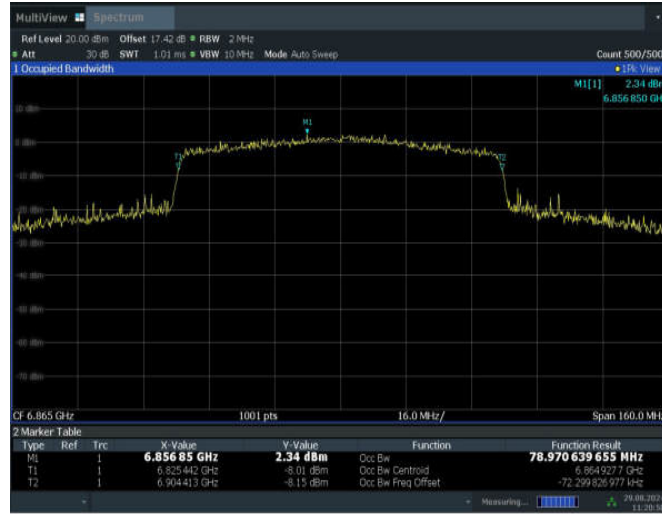 MultiView Spectrum
Ref Level 20.00 dBm Offset 17.42 dB RBW 2 MHz
Att 30 dB SWT 1.01 ms VBW 10 MHz Mode Auto Sweep Count 500/500
1 Occupied Bandwidth 1Pk View
M1[1] 2.34 dBm
6.856 850 GH
M1
10 dBm
0 dBm
T1
T2
-10 dBm
-20 dBm
-30 dBm
-40 dBm
-50 dBm
-60 dBm
-70 dBm
CF 6.865 GHz 1001 pts 16.0 MHz/ Span 160.0 MHz
2 Marker Table
Type Ref Trc X-Value Y-Value Function Function Result
M1 1 6.856 85 GHz 2.34 dBm Occ Bw 78.970 639 655 MHz
T1 1 6.825 442 GHz -8.01 dBm Occ Bw Centroid 6.864 927 7 GHz
T2 1 6.904 413 GHz -8.15 dBm Occ Bw Freq Offset -72.299 826 977 kHz
Measuring... 29.08.202
11:20:5